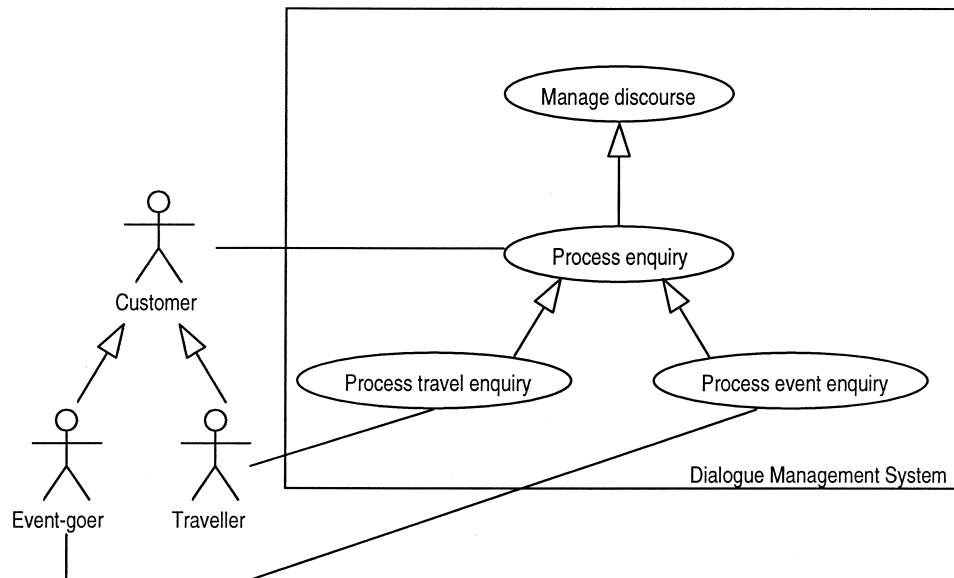 Manage discourse
Process enquiry
Customer
Process travel enquiry
Process event enquiry
Dialogue Management System
Event-goer
Traveller